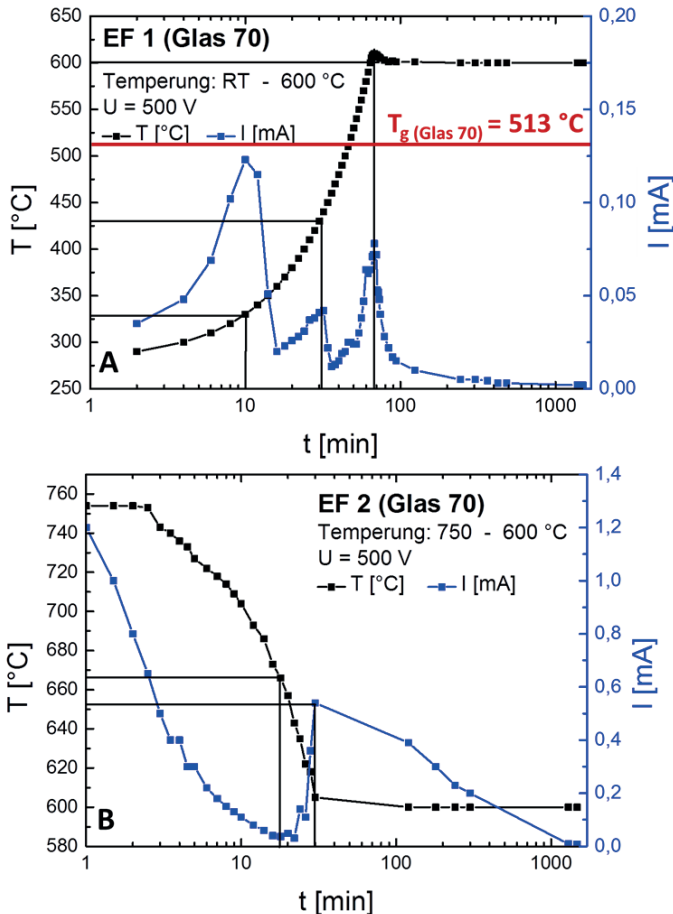 EF 1 (Glas 70)
Temperung: RT - 600 °C
U = 500 V
T [°C] I [mA]
Tg (Glas 70) = 513 °C
A
T [°C]
600
550
500
450
400
350
300
250
I [mA]
0,20
0,15
0,10
0,05
0,00
1 10 100 1000
t [min]
EF 2 (Glas 70)
Temperung: 750 - 600 °C
U = 500 V
T [°C] I [mA]
B
T [°C]
760
740
720
700
680
660
640
620
600
580
I [mA]
1,4
1,2
1,0
0,8
0,6
0,4
0,2
0,0
1 10 100 1000
t [min]